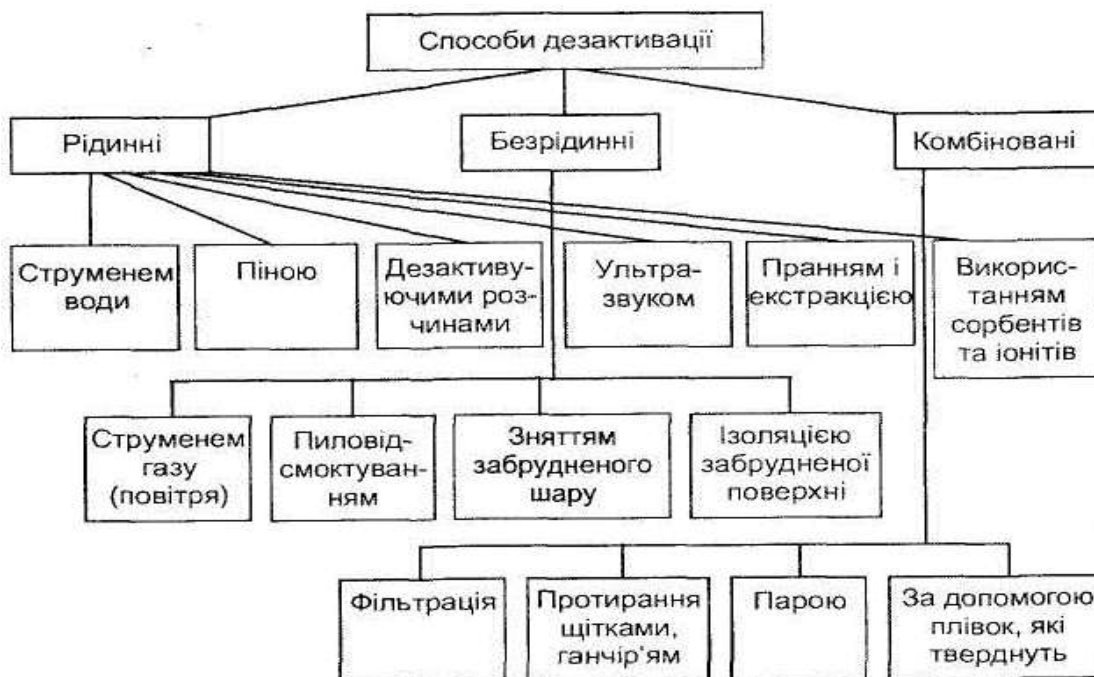 Способи дезактивації
Рідинні
Безрідинні
Комбіновані
Струменем
води
Піною
Дезактиву-
ючими роз-
чинами
Ультра-
звуком
Пранням і
екстракцією
Викорис-
танням
сорбентів
та іонітів
Струменем
газу
(повітря)
Пиловід-
смоктуван-
ням
Зняттям
забрудненого
шару
Ізоляцією
забрудненої
поверхні
Фільтрація
Протирання
щітками,
ганчір'ям
Парою
За допомогою
плівок, які
тверднуть